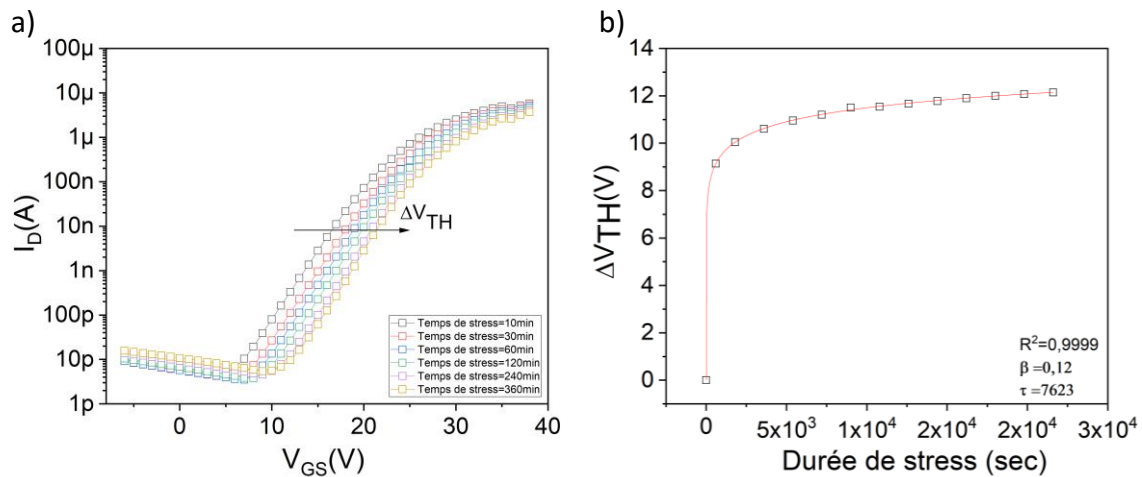 a)
100µ
10µ
1µ
100n
10n
1n
100p
10p
1p
I_D(A)
ΔV_TH
Temps de stress=10min
Temps de stress=30min
Temps de stress=60min
Temps de stress=120min
Temps de stress=240min
Temps de stress=360min
0 10 20 30 40
V_GS(V)
b)
14
12
10
8
6
4
2
0
ΔVTH(V)
R²=0,9999
β =0,12
τ =7623
0 5x10³ 1x10⁴ 2x10⁴ 2x10⁴ 3x10⁴
Durée de stress (sec)